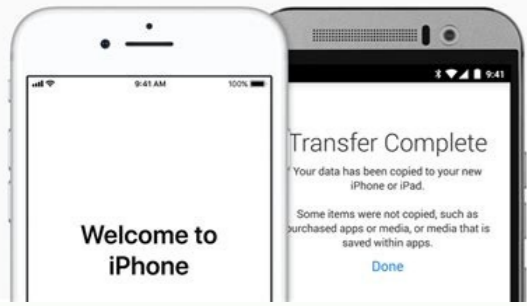 9:41 AM
100%
Welcome to
iPhone
9:41
Transfer Complete
Your data has been copied to your new
iPhone or iPad.
Some items were not copied, such as
purchased apps or media, or media that is
saved within apps.
Done